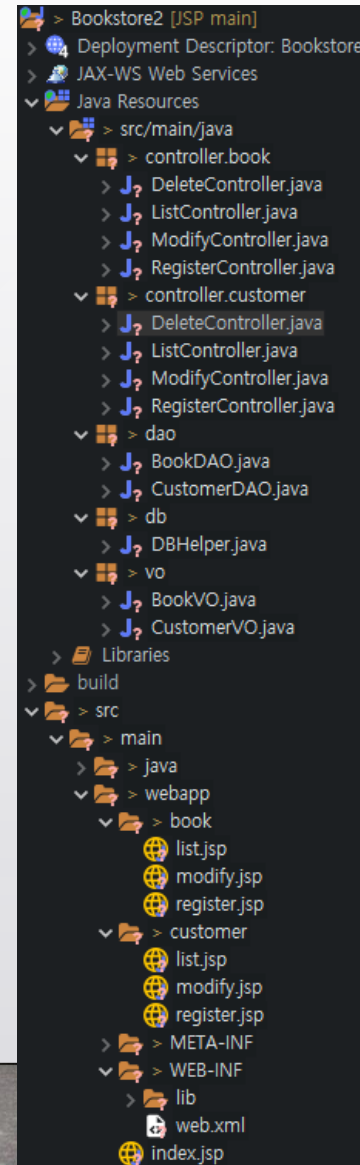 > Bookstore2 [JSP main]
> Deployment Descriptor: Bookstore
> JAX-WS Web Services
Java Resources
> src/main/java
> controller.book
> DeleteController.java
> ListController.java
> ModifyController.java
> RegisterController.java
> controller.customer
> DeleteController.java
> ListController.java
> ModifyController.java
> RegisterController.java
> dao
> BookDAO.java
> CustomerDAO.java
> db
> DBHelper.java
> vo
> BookVO.java
> CustomerVO.java
> Libraries
> build
> src
> main
> java
> webapp
> book
list.jsp
modify.jsp
register.jsp
> customer
list.jsp
modify.jsp
register.jsp
> META-INF
> WEB-INF
> lib
web.xml
index.jsp